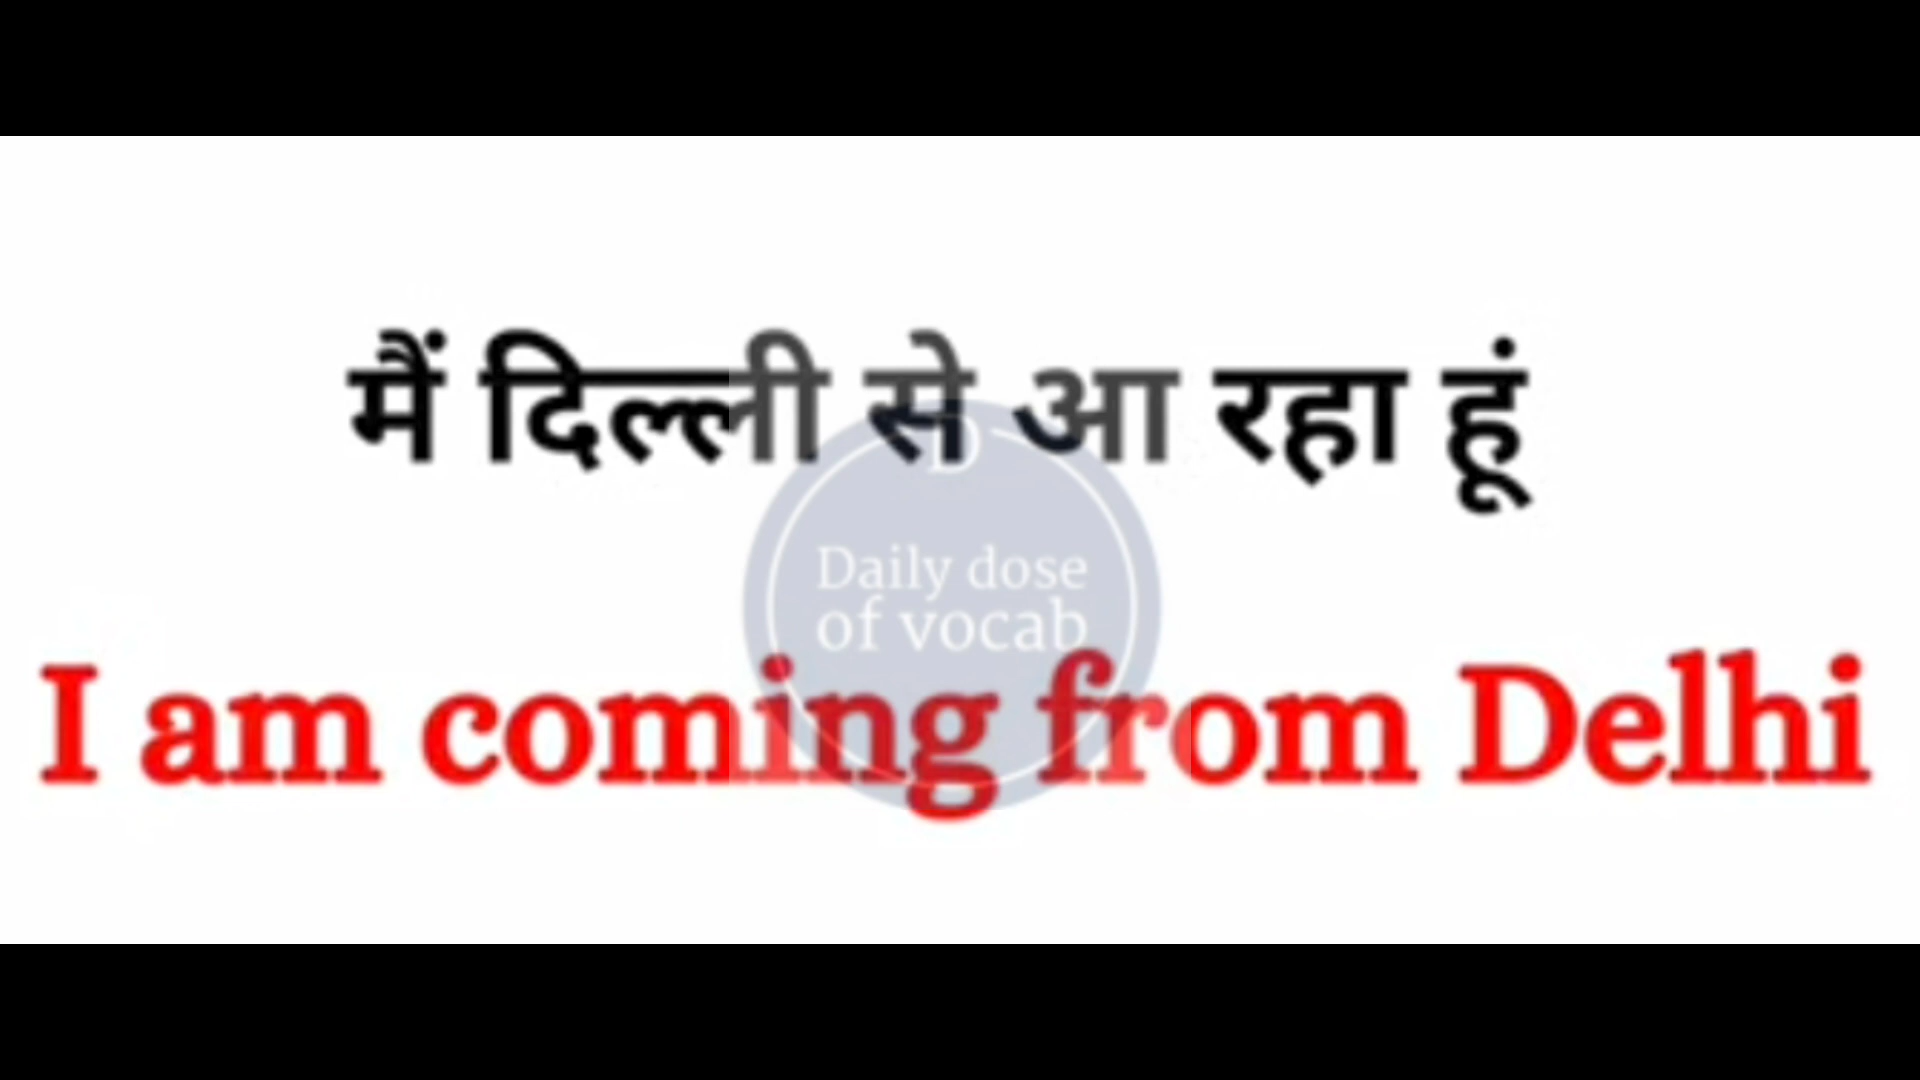 मैं दिल्ली से आ रहा हूं
D
Daily dose
of vocab
I am coming from Delhi